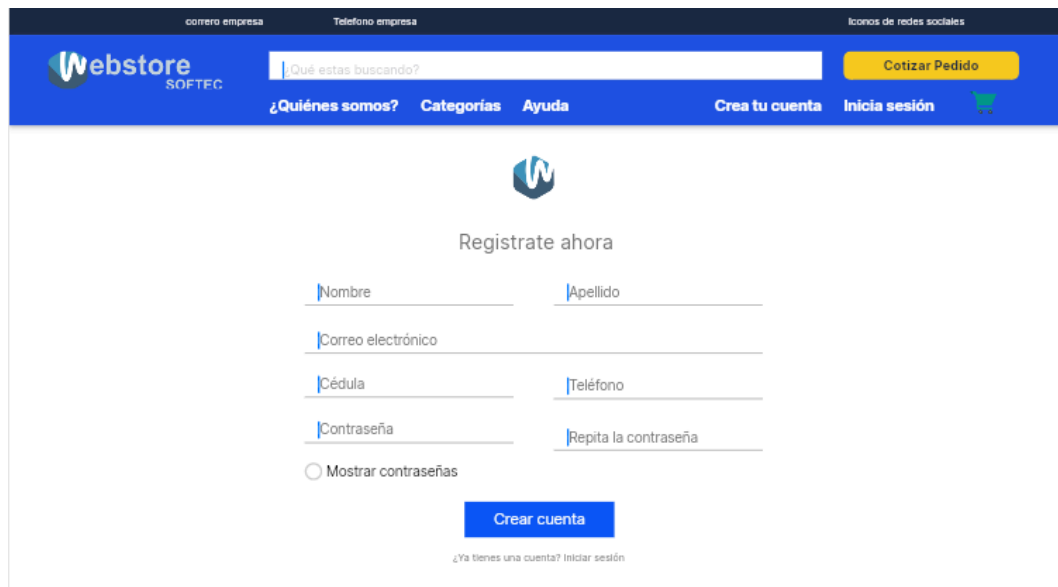 correro empresa Telefono empresa Iconos de redes sociales
Webstore
SOFTEC
¿Qué estas buscando?
Cotizar Pedido
¿Quiénes somos? Categorías Ayuda Crea tu cuenta Inicia sesión
Registrate ahora
Nombre Apellido
Correo electrónico
Cédula Teléfono
Contraseña Repita la contraseña
Mostrar contraseñas
Crear cuenta
¿Ya tienes una cuenta? Iniciar sesión